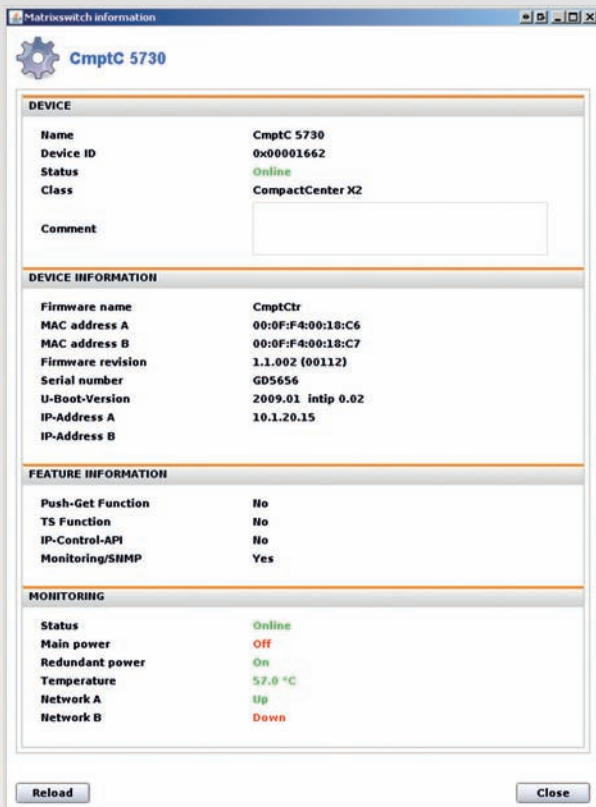 Matrixswitch information
CmptC 5730
DEVICE
Name CmptC 5730
Device ID 0x00001662
Status Online
Class CompactCenter X2
Comment
DEVICE INFORMATION
Firmware name CmptCtr
MAC address A 00:0F:F4:00:18:C6
MAC address B 00:0F:F4:00:18:C7
Firmware revision 1.1.002 (00112)
Serial number GD5656
U-Boot-Version 2009.01 intip 0.02
IP-Address A 10.1.20.15
IP-Address B
FEATURE INFORMATION
Push-Get Function No
TS Function No
IP-Control-API No
Monitoring/SNMP Yes
MONITORING
Status Online
Main power Off
Redundant power On
Temperature 57.0 °C
Network A Up
Network B Down
Reload Close